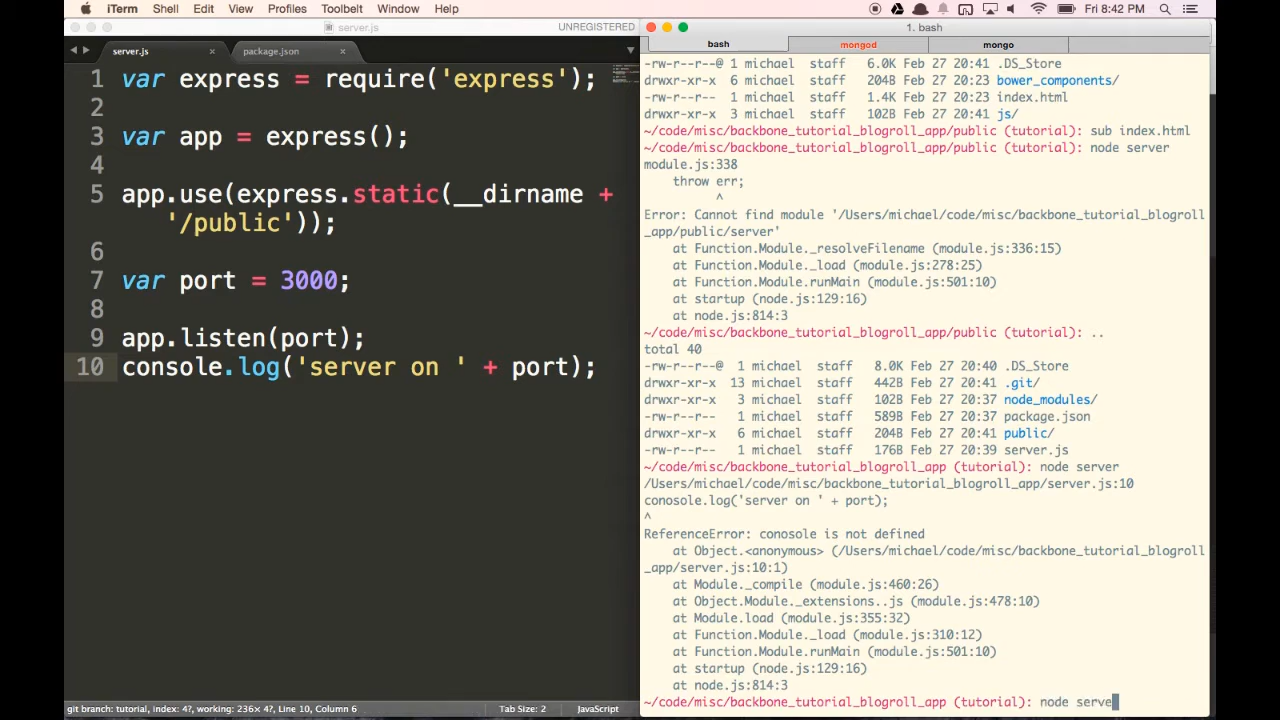 iTerm Shell Edit View Profiles Toolbelt Window Help Fri 8:42 PM
server.js UNREGISTERED
server.js package.json
1 var express = require('express');
2
3 var app = express();
4
5 app.use(express.static(__dirname +
'/public'));
6
7 var port = 3000;
8
9 app.listen(port);
10 console.log('server on ' + port);
git branch: tutorial, index: 4?, working: 236≠ 4?, Line 10, Column 6 Tab Size: 2 JavaScript
1. bash
bash mongod mongo
-rw-r--r--@ 1 michael staff 6.0K Feb 27 20:41 .DS_Store
drwxr-xr-x 6 michael staff 204B Feb 27 20:23 bower_components/
-rw-r--r-- 1 michael staff 1.4K Feb 27 20:23 index.html
drwxr-xr-x 3 michael staff 102B Feb 27 20:41 js/
~/code/misc/backbone_tutorial_blogroll_app/public (tutorial): sub index.html
~/code/misc/backbone_tutorial_blogroll_app/public (tutorial): node server
module.js:338
throw err;
^
Error: Cannot find module '/Users/michael/code/misc/backbone_tutorial_blogroll
_app/public/server'
at Function.Module._resolveFilename (module.js:336:15)
at Function.Module._load (module.js:278:25)
at Function.Module.runMain (module.js:501:10)
at startup (node.js:129:16)
at node.js:814:3
~/code/misc/backbone_tutorial_blogroll_app/public (tutorial): ..
total 40
-rw-r--r--@ 1 michael staff 8.0K Feb 27 20:40 .DS_Store
drwxr-xr-x 13 michael staff 442B Feb 27 20:41 .git/
drwxr-xr-x 3 michael staff 102B Feb 27 20:37 node_modules/
-rw-r--r-- 1 michael staff 589B Feb 27 20:37 package.json
drwxr-xr-x 6 michael staff 204B Feb 27 20:41 public/
-rw-r--r-- 1 michael staff 176B Feb 27 20:39 server.js
~/code/misc/backbone_tutorial_blogroll_app (tutorial): node server
/Users/michael/code/misc/backbone_tutorial_blogroll_app/server.js:10
conosole.log('server on ' + port);
^
ReferenceError: conosole is not defined
at Object.<anonymous> (/Users/michael/code/misc/backbone_tutorial_blogroll
_app/server.js:10:1)
at Module._compile (module.js:460:26)
at Object.Module._extensions..js (module.js:478:10)
at Module.load (module.js:355:32)
at Function.Module._load (module.js:310:12)
at Function.Module.runMain (module.js:501:10)
at startup (node.js:129:16)
at node.js:814:3
~/code/misc/backbone_tutorial_blogroll_app (tutorial): node serve